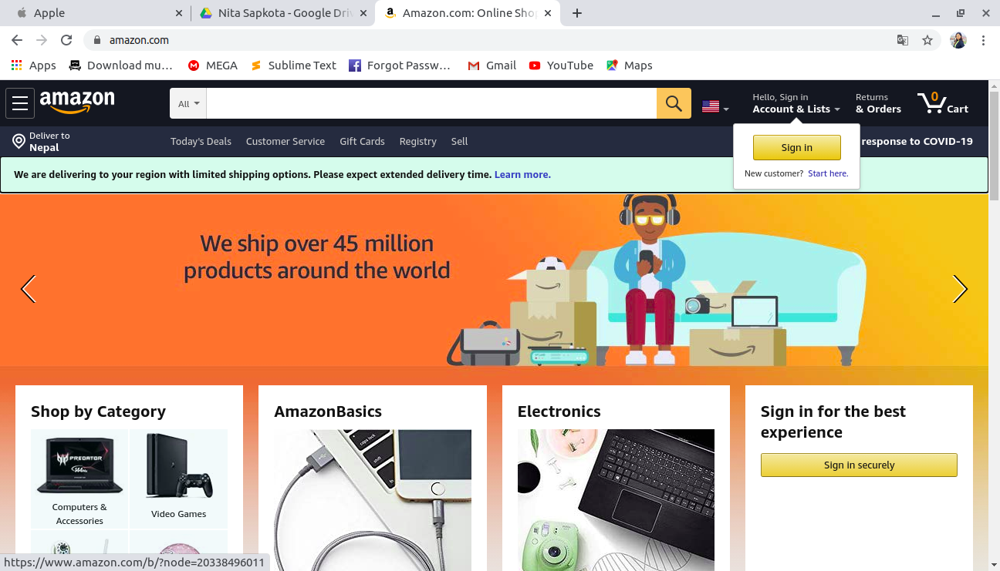 Apple
Nita Sapkota - Google Driv
Amazon.com: Online Shop
amazon.com
Apps
Download mu…
MEGA
Sublime Text
Forgot Passw…
Gmail
YouTube
Maps
amazon
All
Hello, Sign in
Account & Lists
Returns
& Orders
0
Cart
Deliver to
Nepal
Today's Deals
Customer Service
Gift Cards
Registry
Sell
response to COVID-19
Sign in
New customer? Start here.
We are delivering to your region with limited shipping options. Please expect extended delivery time. Learn more.
We ship over 45 million
products around the world
Shop by Category
AmazonBasics
Electronics
Sign in for the best
experience
Sign in securely
PREDATOR
caps lock
shift
fn
Computers &
Accessories
Video Games
https://www.amazon.com/b/?node=20338496011